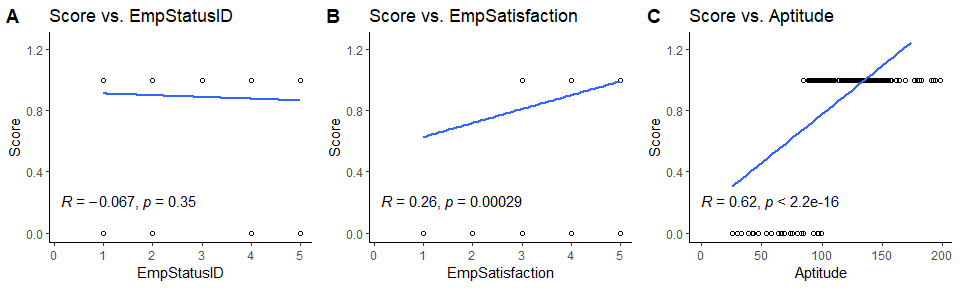 A
Score vs. EmpStatusID
1.2
0.8
0.4
0.0
Score
R = −0.067, p = 0.35
0 1 2 3 4 5
EmpStatusID
B
Score vs. EmpSatisfaction
1.2
0.8
0.4
0.0
Score
R = 0.26, p = 0.00029
0 1 2 3 4 5
EmpSatisfaction
C
Score vs. Aptitude
1.2
0.8
0.4
0.0
Score
R = 0.62, p < 2.2e-16
0 50 100 150 200
Aptitude